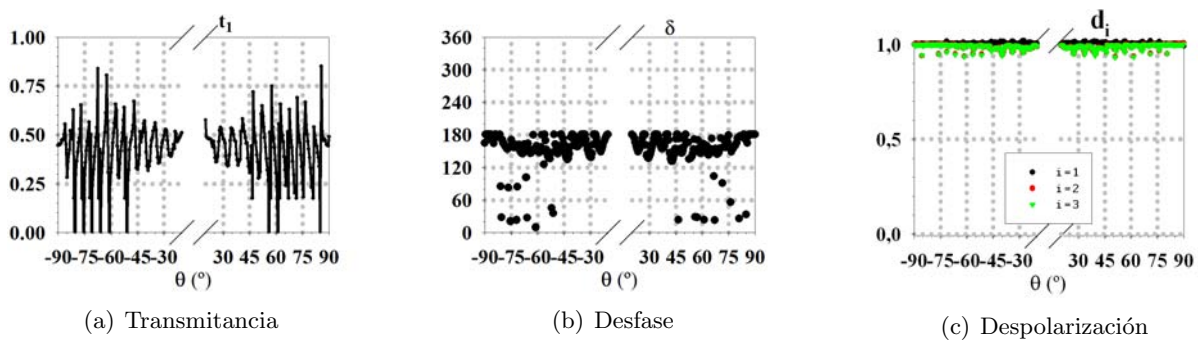 t1
1.00
0.75
0.50
0.25
0.00
-90 -75 -60 -45 -30 30 45 60 75 90
θ (º)
(a) Transmitancia
δ
360
300
240
180
120
60
0
-90 -75 -60 -45 -30 30 45 60 75 90
θ (º)
(b) Desfase
di
1,0
0,5
0,0
i=1
i=2
i=3
-90 -75 -60 -45 -30 30 45 60 75 90
θ (º)
(c) Despolarización